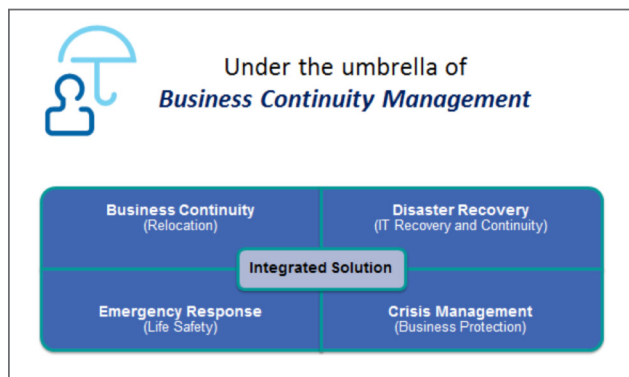 Under the umbrella of
Business Continuity Management
Business Continuity
(Relocation)
Disaster Recovery
(IT Recovery and Continuity)
Integrated Solution
Emergency Response
(Life Safety)
Crisis Management
(Business Protection)